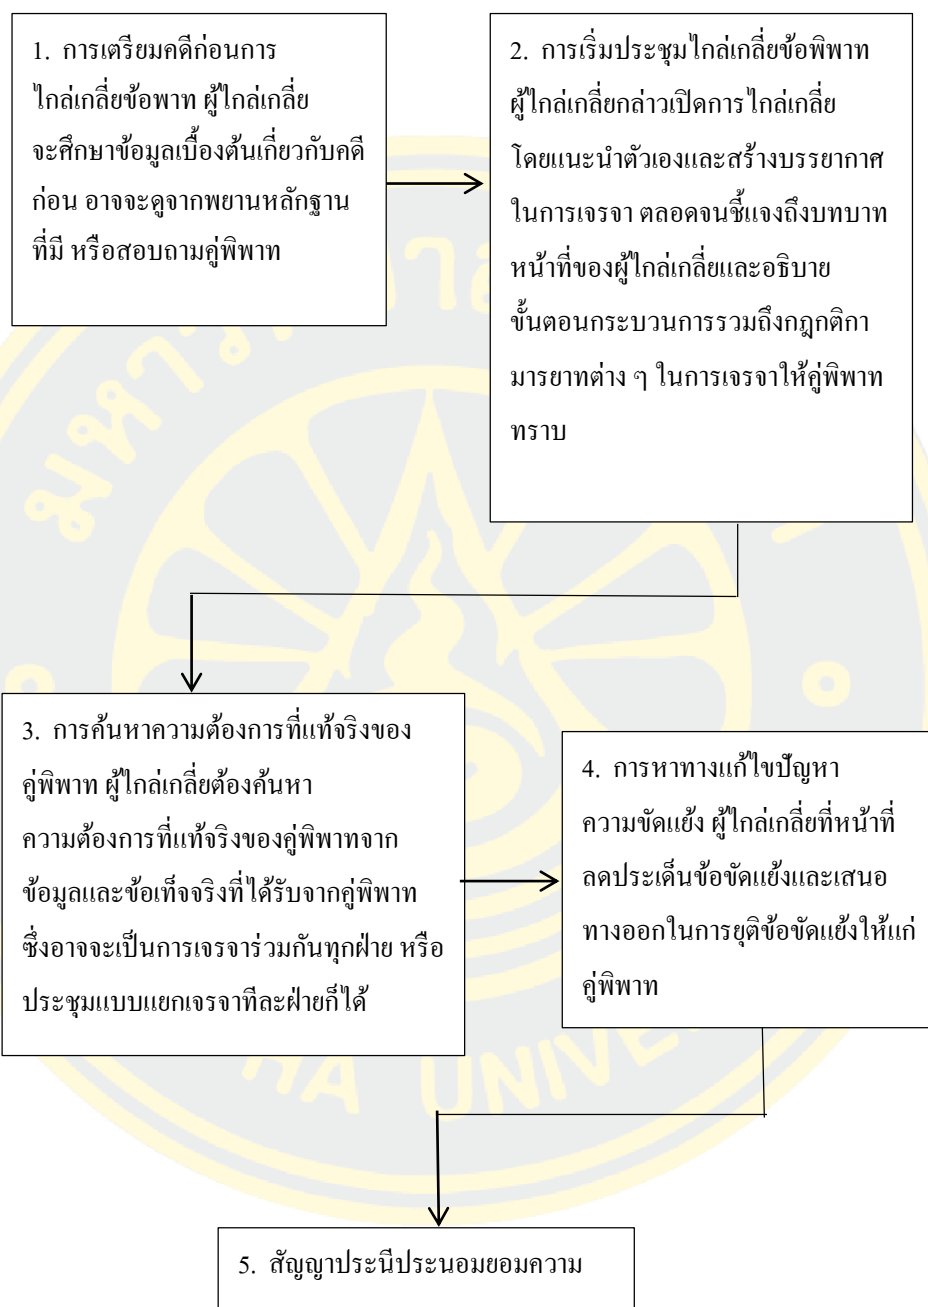 1. การเตรียมคดีก่อนการ
ไกล่เกลี่ยข้อพาท ผู้ไกล่เกลี่ย
จะศึกษาข้อมูลเบื้องต้นเกี่ยวกับคดี
ก่อน อาจจะดูจากพยานหลักฐาน
ที่มี หรือสอบถามคู่พิพาท
2. การเริ่มประชุมไกล่เกลี่ยข้อพิพาท
ผู้ไกล่เกลี่ยกล่าวเปิดการไกล่เกลี่ย
โดยแนะนำตัวเองและสร้างบรรยากาศ
ในการเจรจา ตลอดจนชี้แจงถึงบทบาท
หน้าที่ของผู้ไกล่เกลี่ยและอธิบาย
ขั้นตอนกระบวนการรวมถึงกฎกติกา
มารยาทต่าง ๆ ในการเจรจาให้คู่พิพาท
ทราบ
3. การค้นหาความต้องการที่แท้จริงของ
คู่พิพาท ผู้ไกล่เกลี่ยต้องค้นหา
ความต้องการที่แท้จริงของคู่พิพาทจาก
ข้อมูลและข้อเท็จจริงที่ได้รับจากคู่พิพาท
ซึ่งอาจจะเป็นการเจรจาร่วมกันทุกฝ่าย หรือ
ประชุมแบบแยกเจรจาทีละฝ่ายก็ได้
4. การหาทางแก้ไขปัญหา
ความขัดแย้ง ผู้ไกล่เกลี่ยที่หน้าที่
ลดประเด็นข้อขัดแย้งและเสนอ
ทางออกในการยุติข้อขัดแย้งให้แก่
คู่พิพาท
5. สัญญาประนีประนอมยอมความ